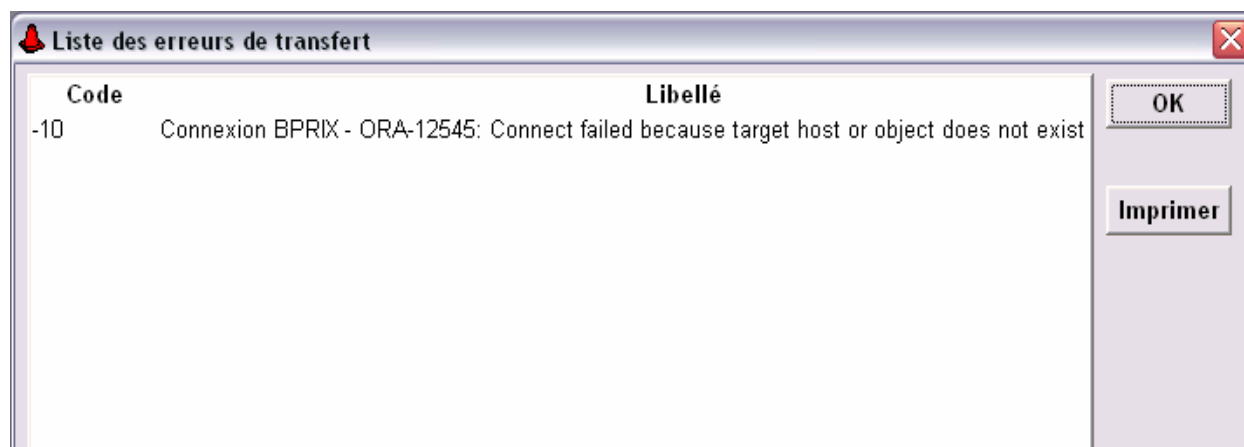 Liste des erreurs de transfert
Code Libellé
-10 Connexion BPRIX - ORA-12545: Connect failed because target host or object does not exist
OK
Imprimer